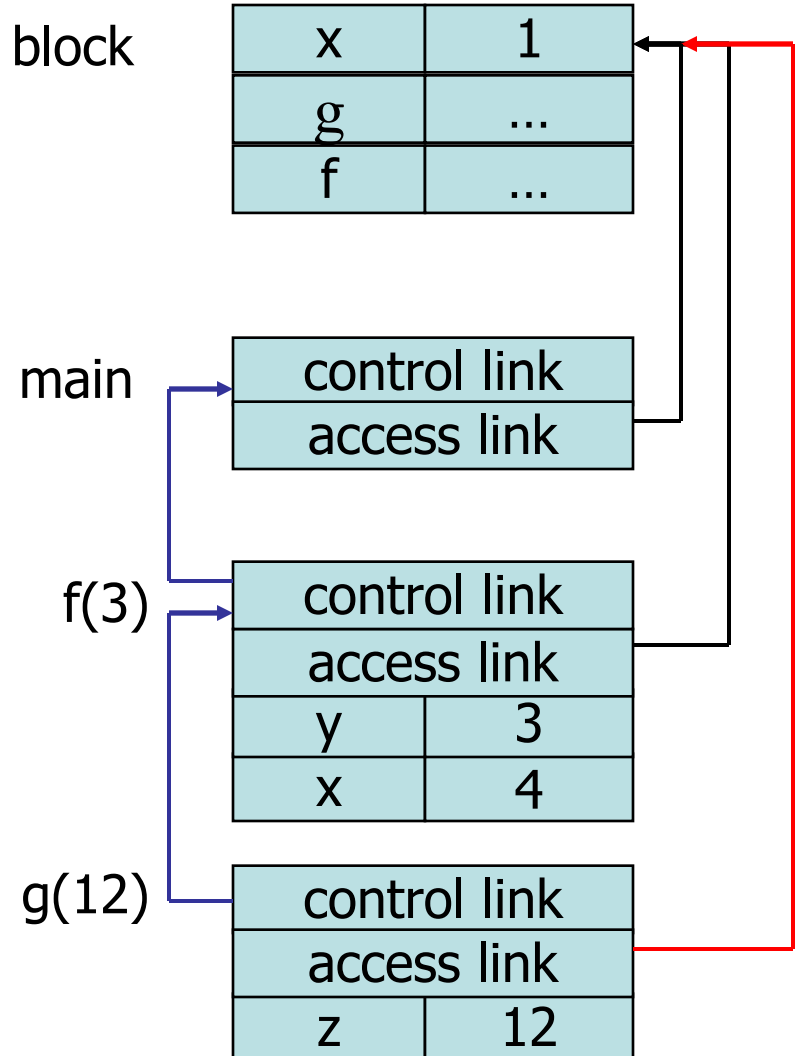 block x 1
g ...
f ...
main control link
access link
f(3) control link
access link
y 3
x 4
g(12) control link
access link
z 12